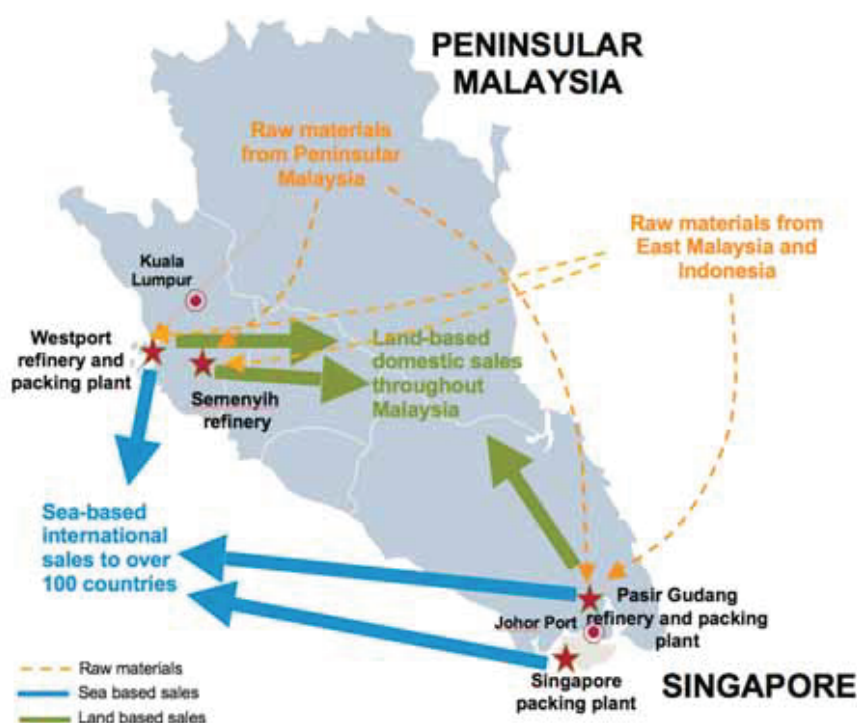 PENINSULAR
MALAYSIA
Raw materials
from Peninsular
Malaysia
Raw materials from
East Malaysia and
Indonesia
Kuala
Lumpur
Westport
refinery and
packing plant
Semenyih
refinery
Land-based
domestic sales
throughout
Malaysia
Sea-based
international
sales to over
100 countries
Pasir Gudang
refinery and packing
plant
Johor Port
Singapore
packing plant
SINGAPORE
Raw materials
Sea based sales
Land based sales